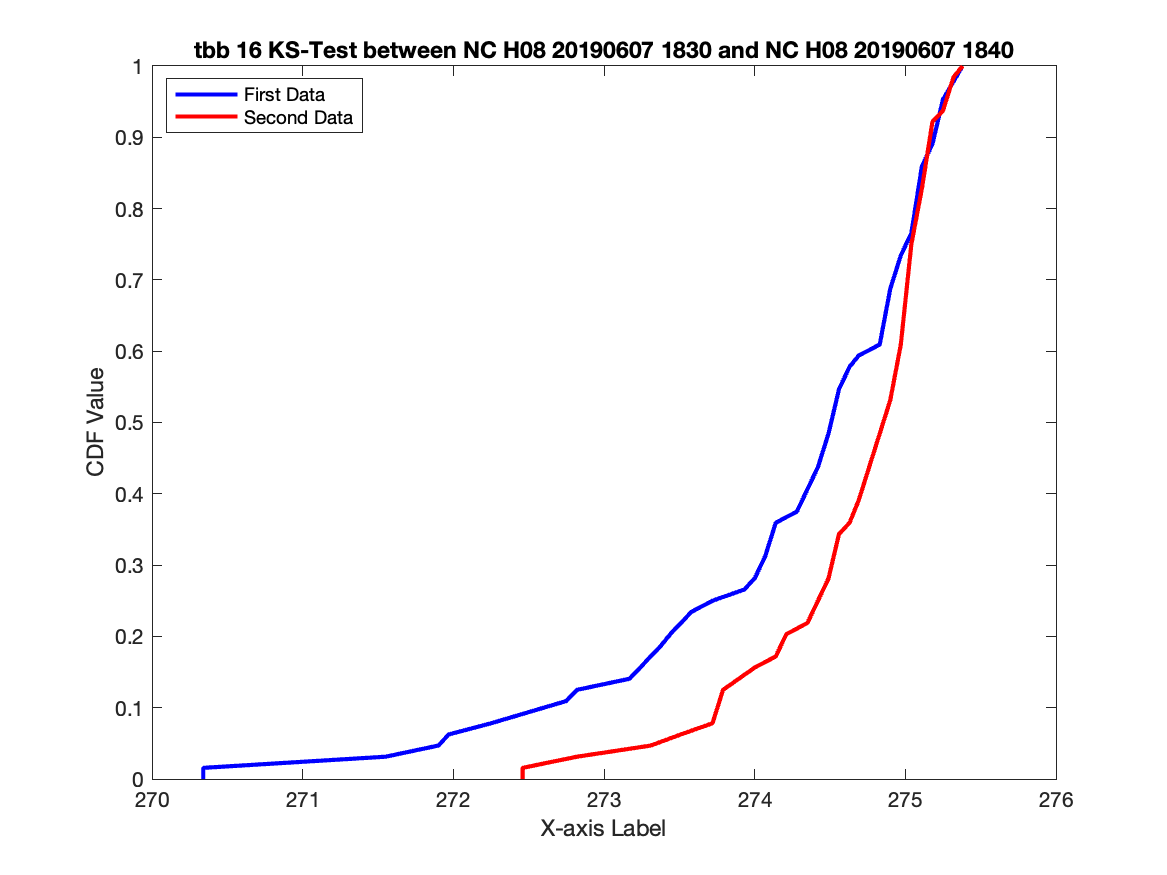 tbb 16 KS-Test between NC H08 20190607 1830 and NC H08 20190607 1840
First Data
Second Data
1
0.9
0.8
0.7
0.6
0.5
0.4
0.3
0.2
0.1
0
CDF Value
270 271 272 273 274 275 276
X-axis Label